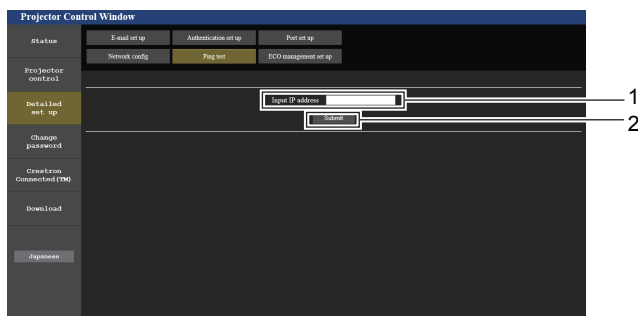 Projector Control Window
Status
E-mail set up
Authentication set up
Port set up
Network config
Ping test
ECO management set up
Projector
control
Detailed
set up
Input IP address
1
Submit
2
Change
password
Crestron
Connected(TM)
Download
Japanese